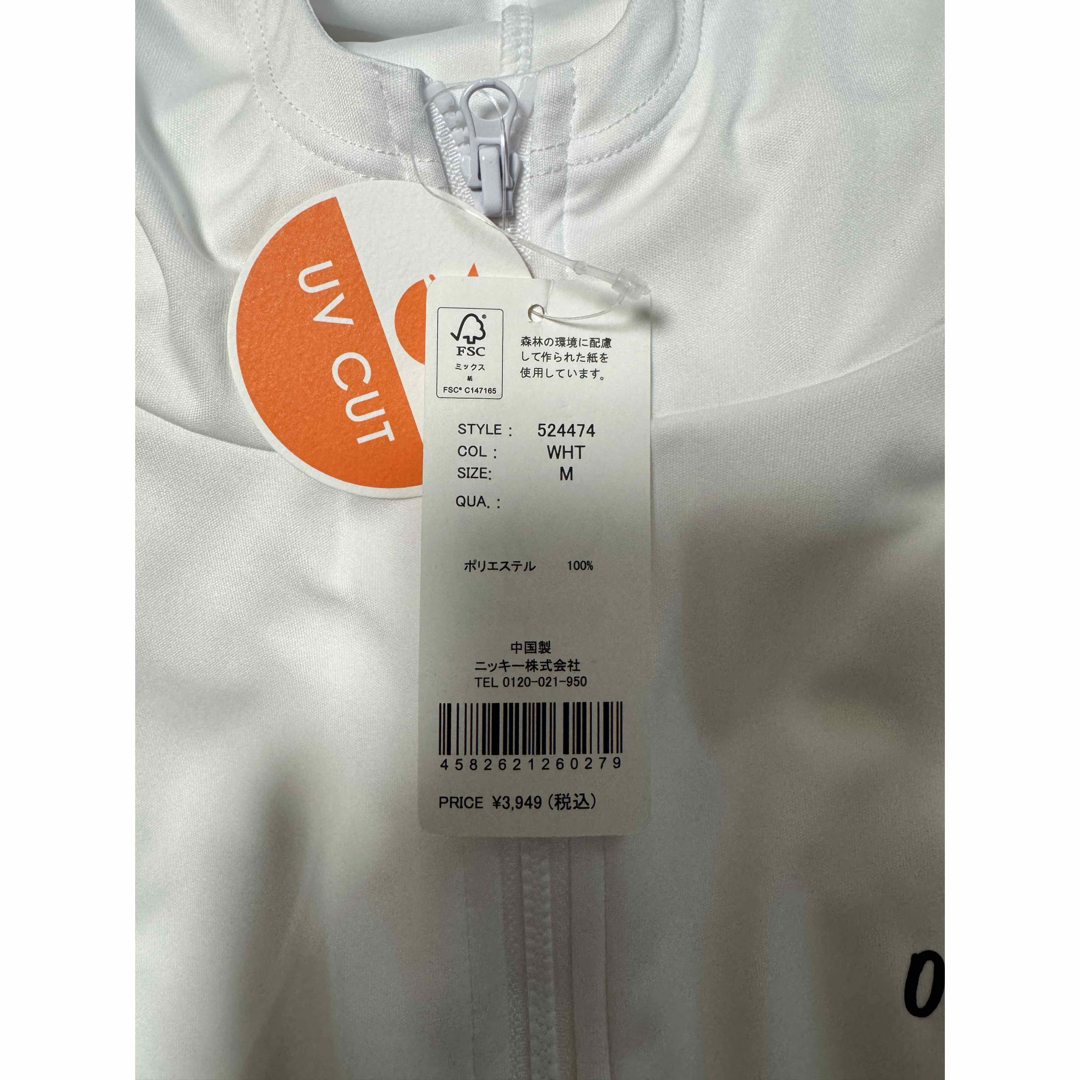 UV CUT
FSC
ミックス
紙
FSC® C147165
森林の環境に配慮
して作られた紙を
使用しています。
STYLE : 524474
COL : WHT
SIZE: M
QUA. :
ポリエステル 100%
中国製
ニッキー株式会社
TEL 0120-021-950
4582621260279
PRICE ¥3,949 (税込)